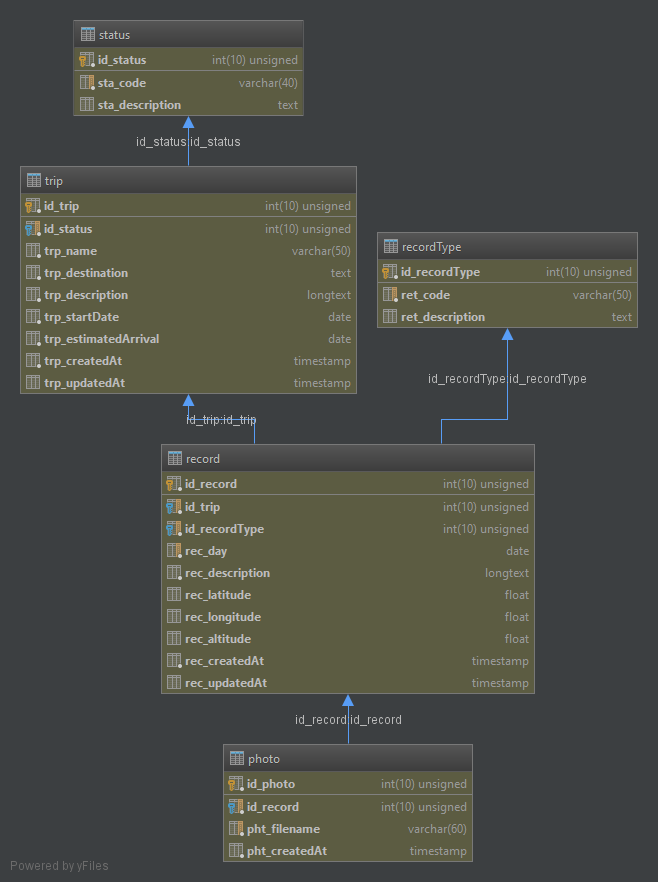 status
id_status int(10) unsigned
sta_code varchar(40)
sta_description text
id_status:id_status
trip
id_trip int(10) unsigned
id_status int(10) unsigned
trp_name varchar(50)
trp_destination text
trp_description longtext
trp_startDate date
trp_estimatedArrival date
trp_createdAt timestamp
trp_updatedAt timestamp
recordType
id_recordType int(10) unsigned
ret_code varchar(50)
ret_description text
id_recordType:id_recordType
id_trip:id_trip
record
id_record int(10) unsigned
id_trip int(10) unsigned
id_recordType int(10) unsigned
rec_day date
rec_description longtext
rec_latitude float
rec_longitude float
rec_altitude float
rec_createdAt timestamp
rec_updatedAt timestamp
id_record:id_record
photo
id_photo int(10) unsigned
id_record int(10) unsigned
pht_filename varchar(60)
pht_createdAt timestamp
Powered by yFiles